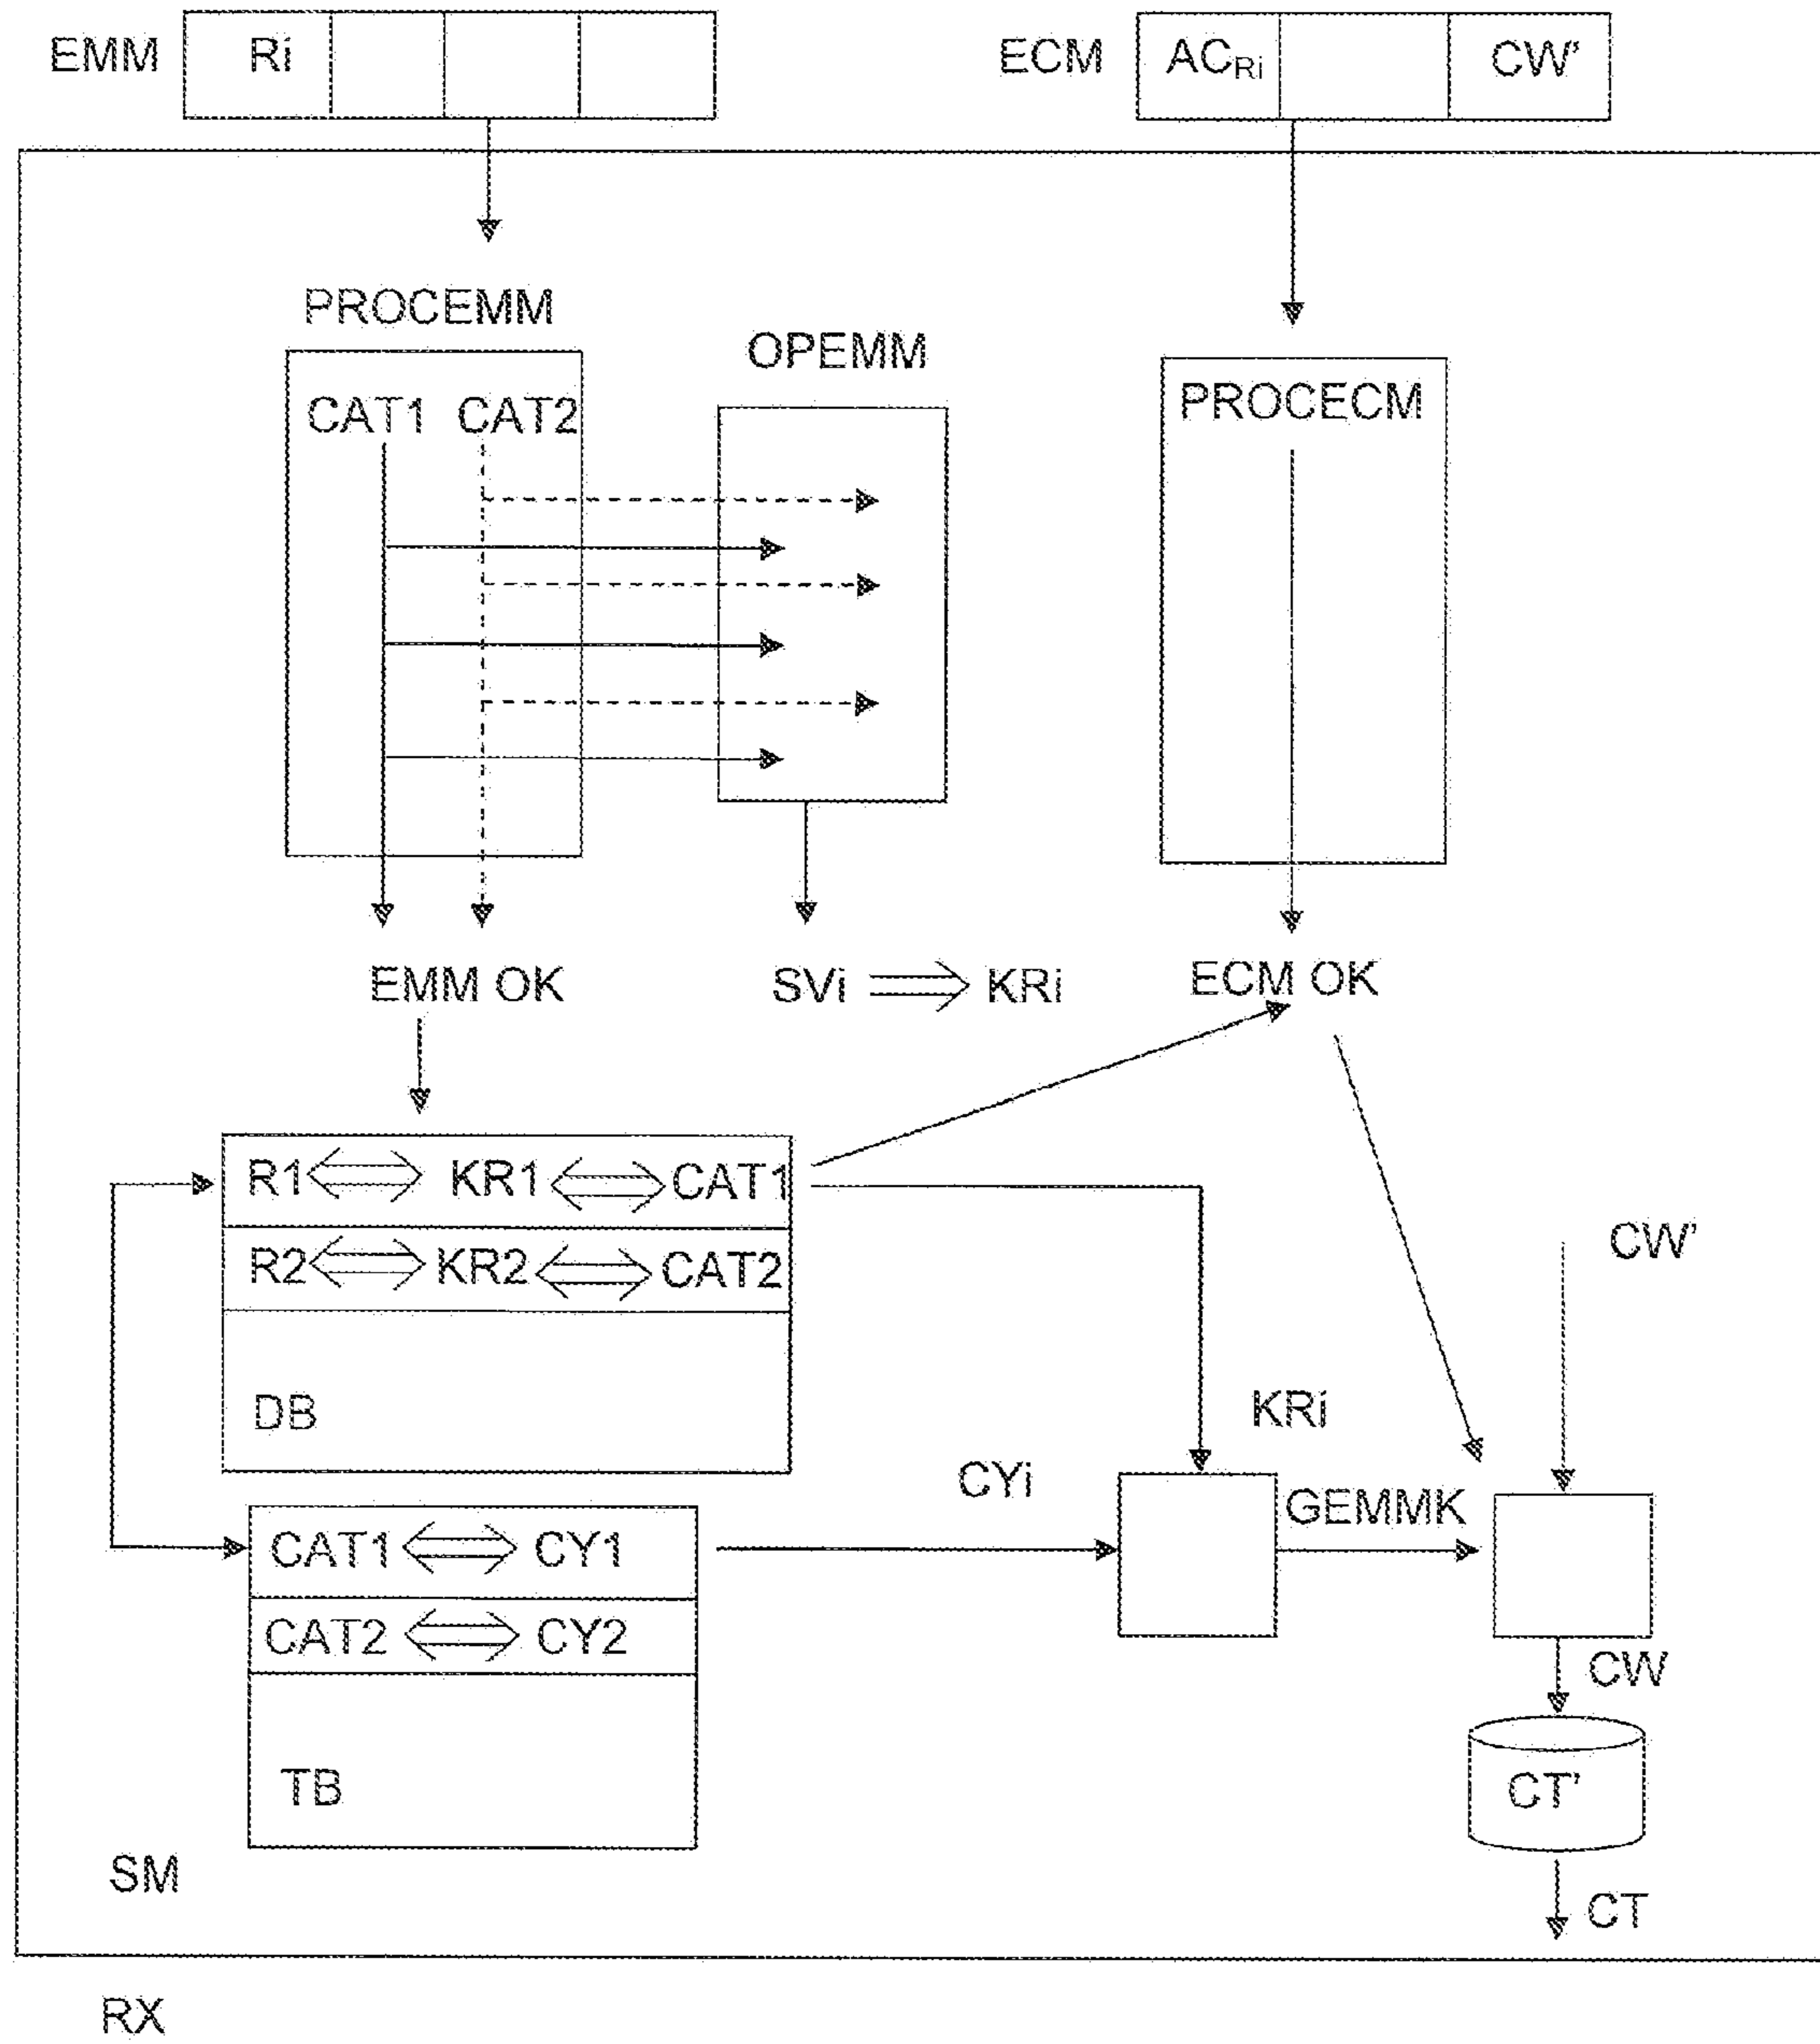 EMM Ri
ECM AC_Ri CW'
PROCEMM
OPEMM
CAT1 CAT2
PROCECM
EMM OK
SVi ⇒ KRi
ECM OK
R1 ⇔ KR1 ⇔ CAT1
R2 ⇔ KR2 ⇔ CAT2
CW'
DB
KRi
CYi
GEMMK
CAT1 ⇔ CY1
CAT2 ⇔ CY2
CW
TB
CT'
SM
CT
RX